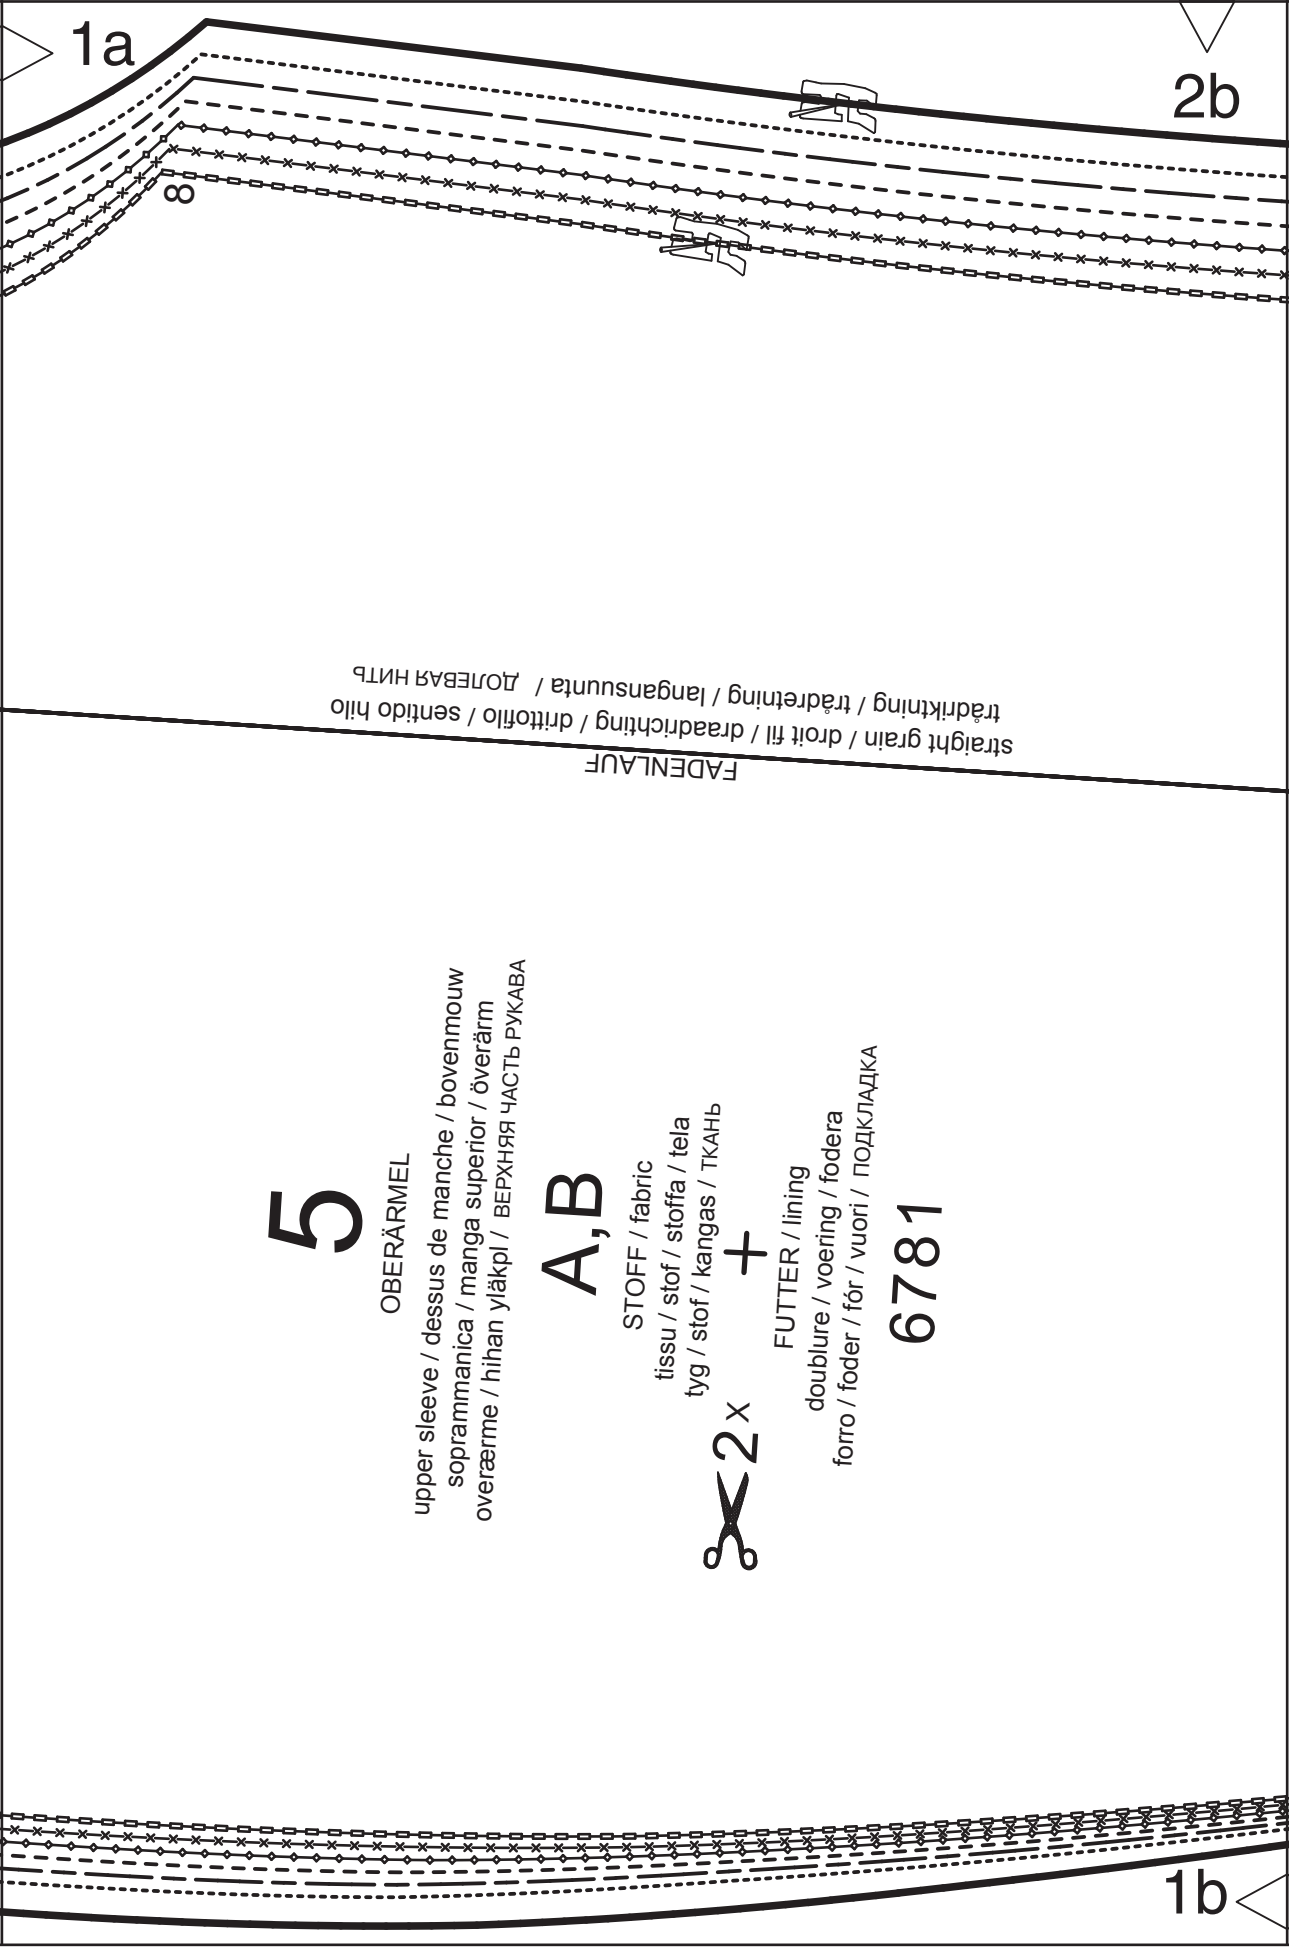 1a
2b
8
FADENLAUF
straight grain / droit fil / draadrichting / drittofilo / sentido hilo
trådriktning / trådretning / langansuunta / ДОЛЕВАЯ НИТЬ
5
OBERÄRMEL
upper sleeve / dessus de manche / bovenmouw
soprammanica / manga superior / överärm
overærme / hihan yläkpl / ВЕРХНЯЯ ЧАСТЬ РУКАВА
A,B
STOFF / fabric
tissu / stof / stoffa / tela
tyg / stof / kangas / ТКАНЬ
2x +
FUTTER / lining
doublure / voering / fodera
forro / foder / fór / vuori / ПОДКЛАДКА
6781
1b